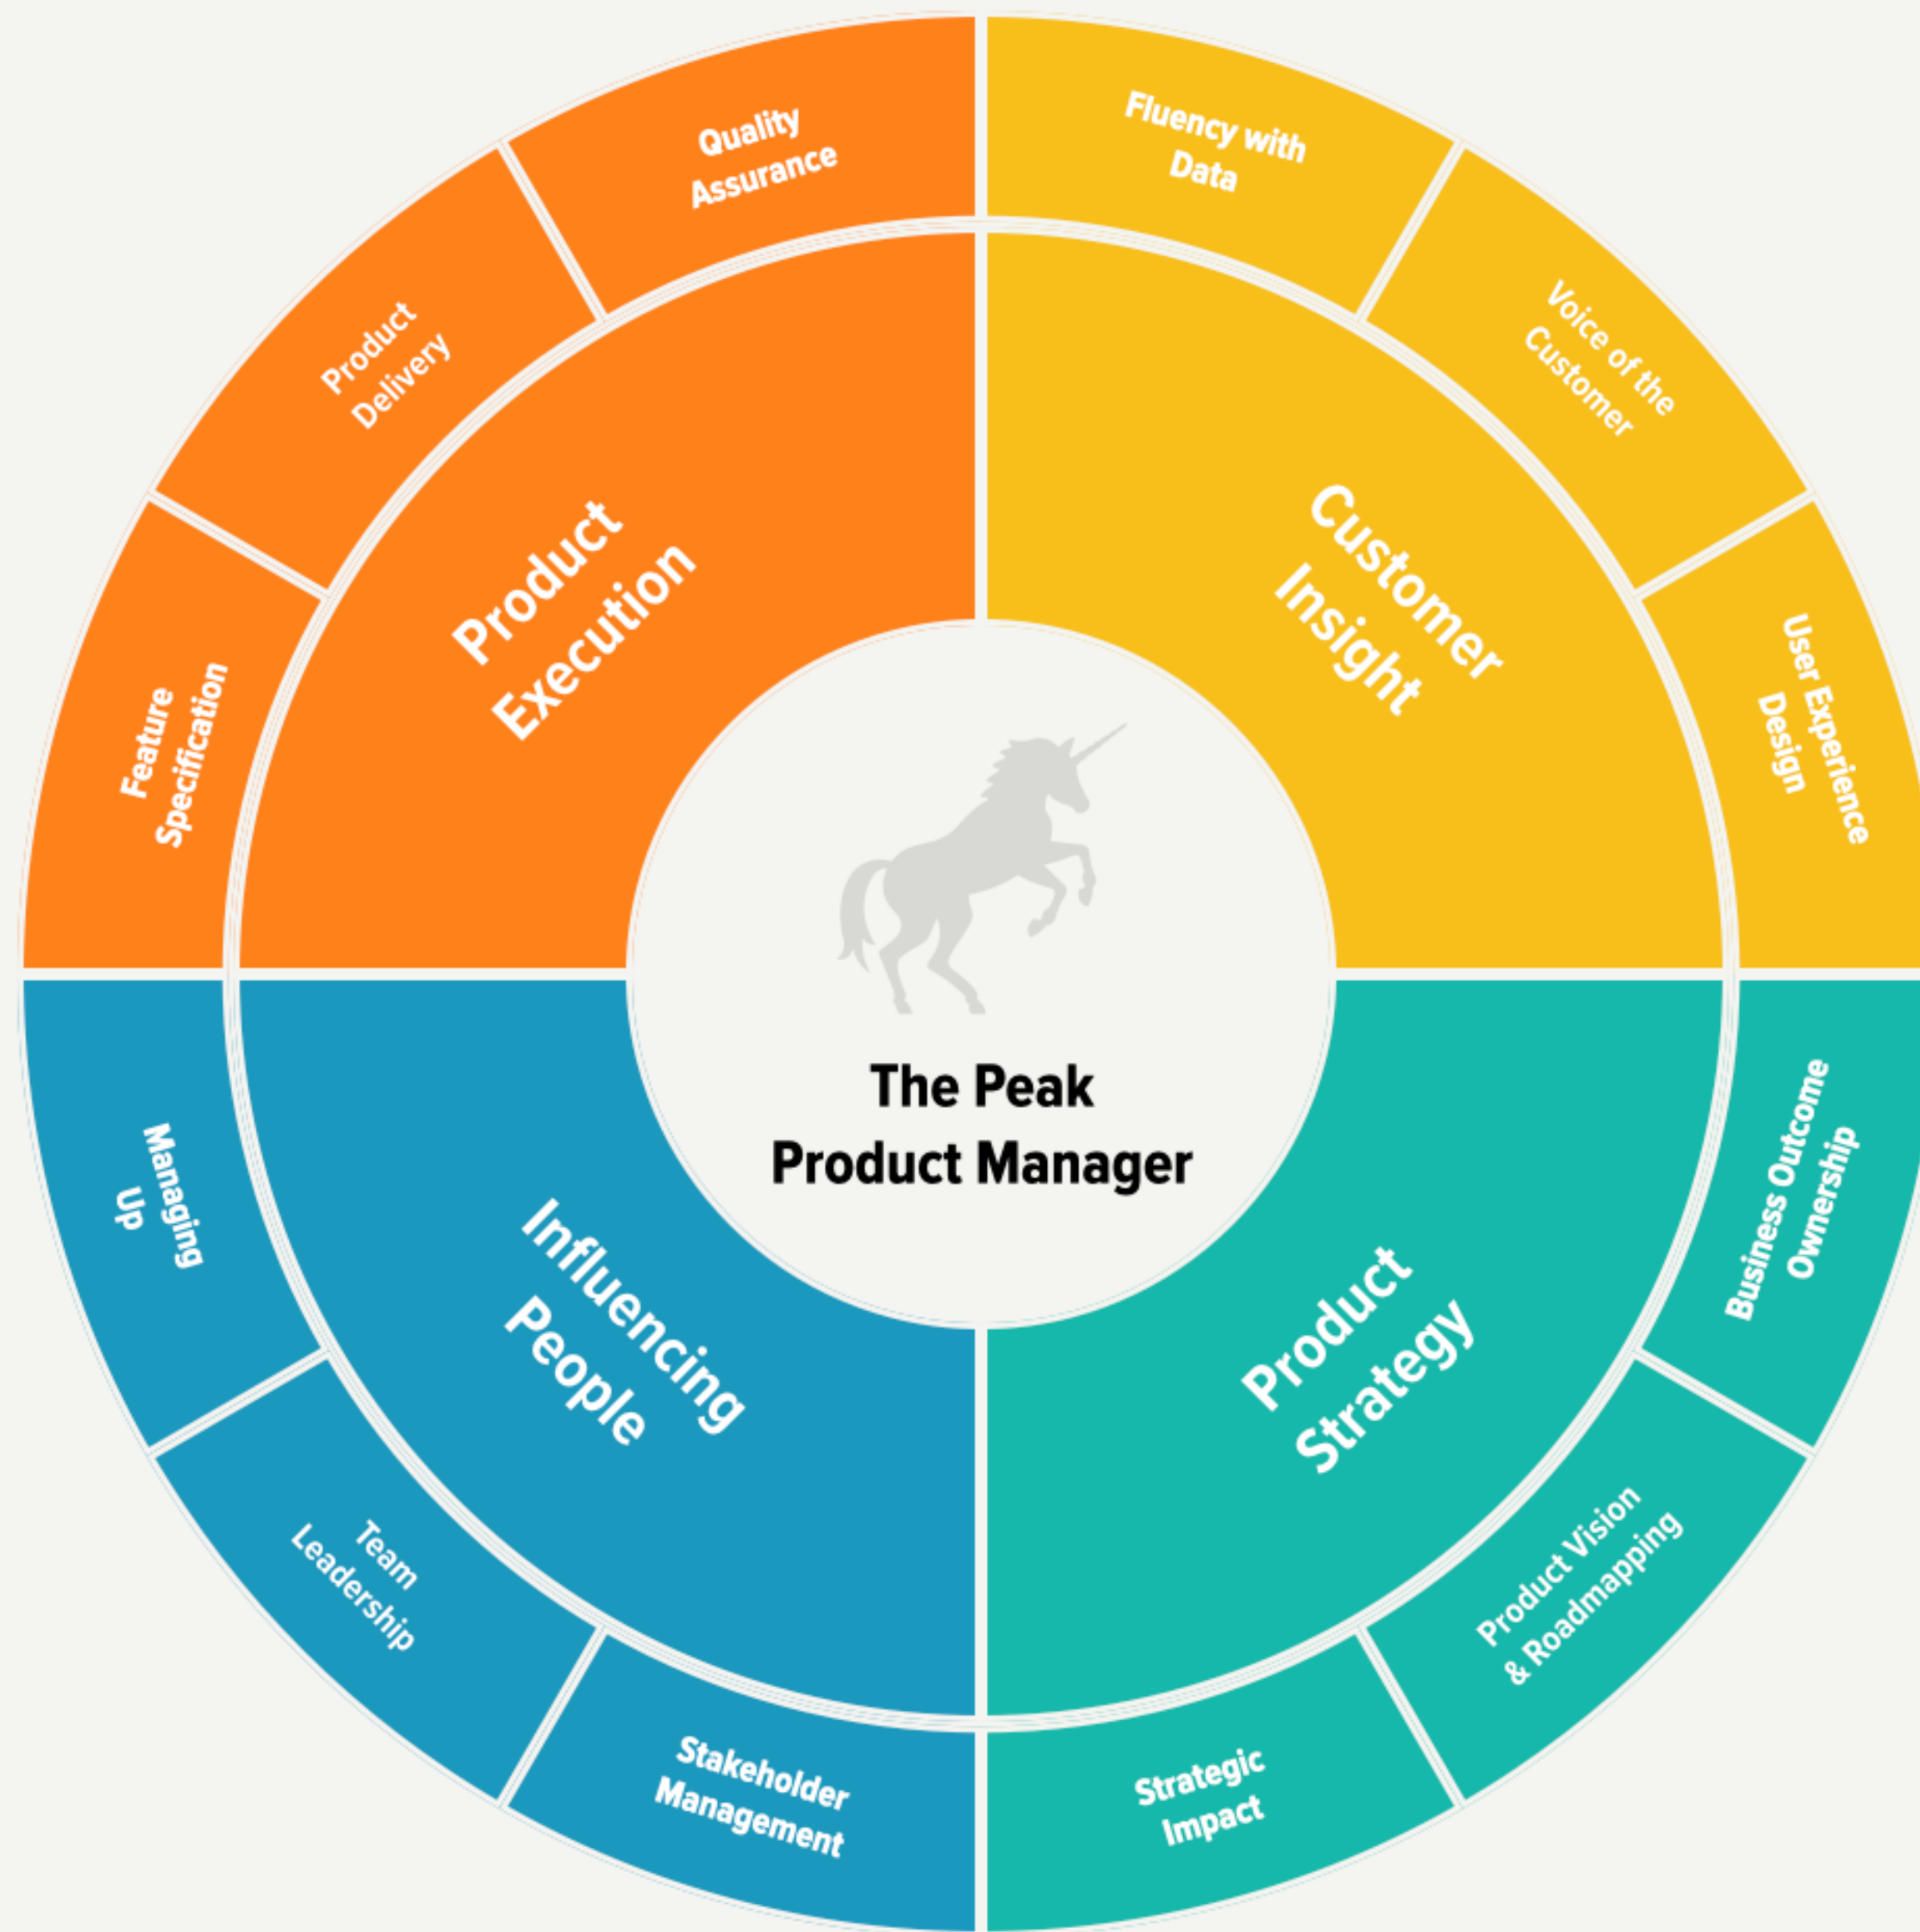 Quality
Assurance
Fluency with
Data
Product
Delivery
Voice of the
Customer
Feature
Specification
Product
Execution
Customer
Insight
User Experience
Design
The Peak
Product Manager
Managing
Up
Influencing
People
Product
Strategy
Business Outcome
Ownership
Team
Leadership
Product Vision
& Roadmapping
Stakeholder
Management
Strategic
Impact